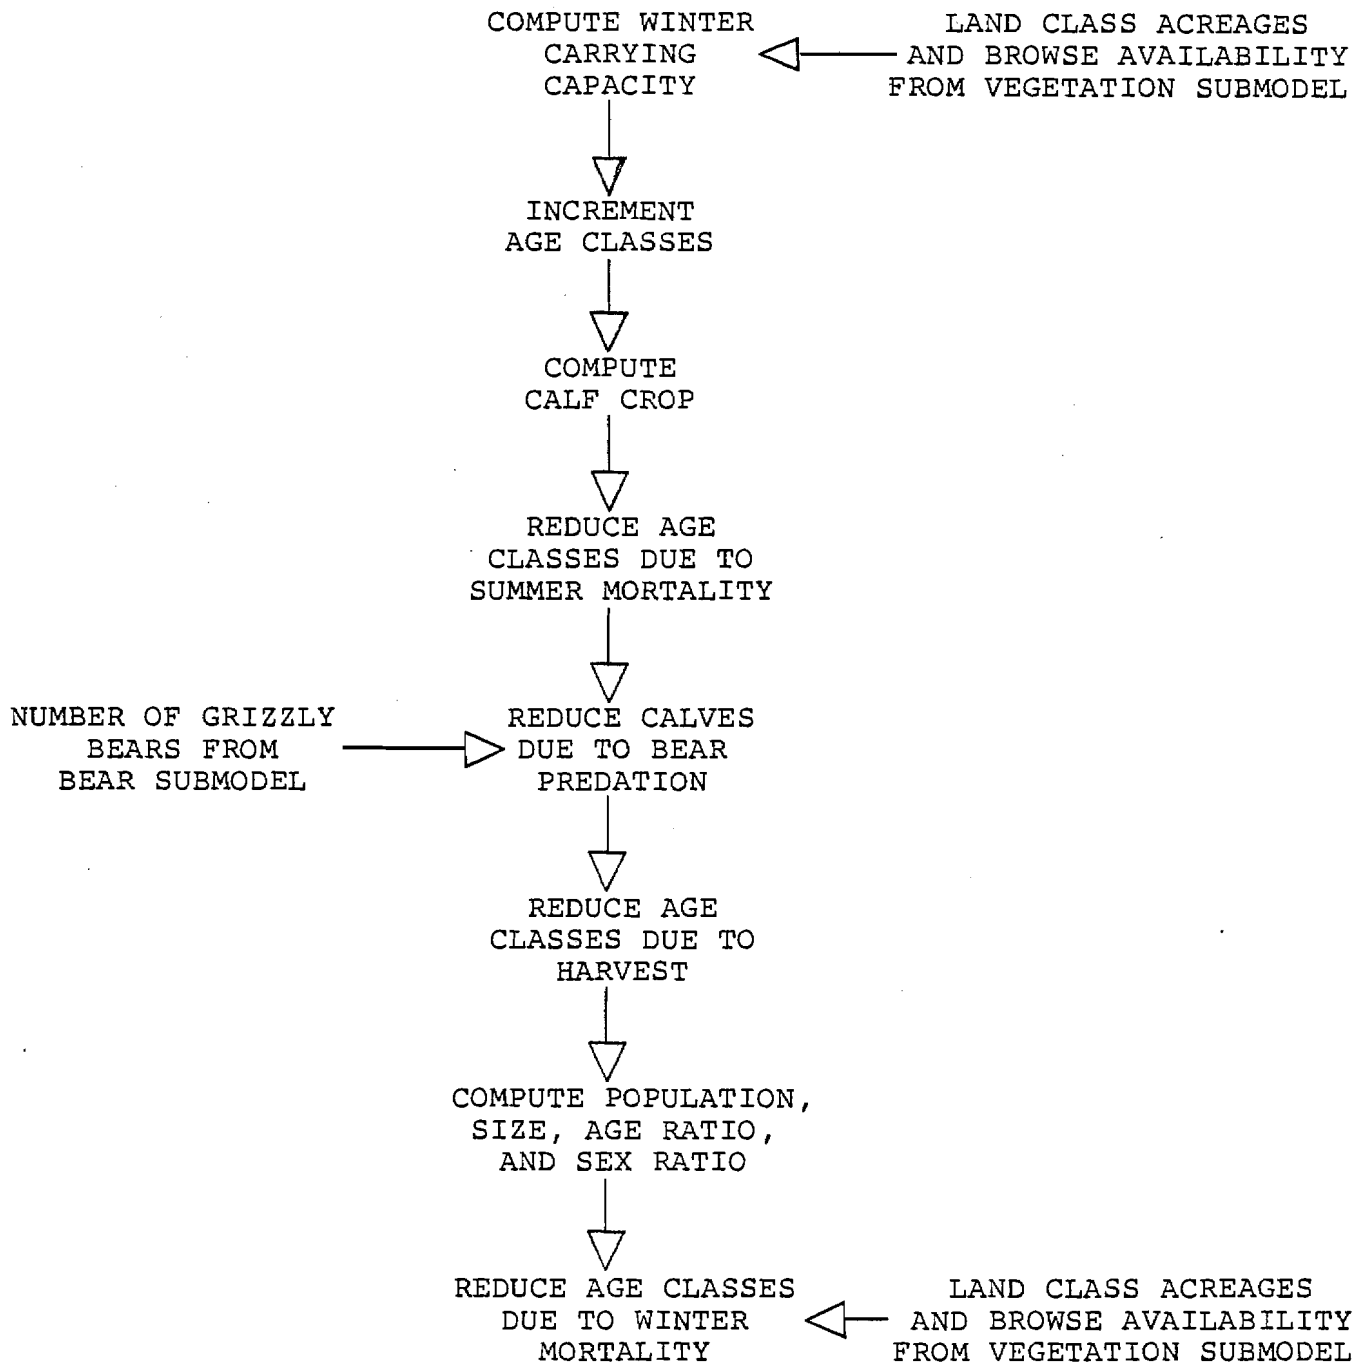 COMPUTE WINTER
CARRYING
CAPACITY
LAND CLASS ACREAGES
AND BROWSE AVAILABILITY
FROM VEGETATION SUBMODEL
INCREMENT
AGE CLASSES
COMPUTE
CALF CROP
REDUCE AGE
CLASSES DUE TO
SUMMER MORTALITY
NUMBER OF GRIZZLY
BEARS FROM
BEAR SUBMODEL
REDUCE CALVES
DUE TO BEAR
PREDATION
REDUCE AGE
CLASSES DUE TO
HARVEST
COMPUTE POPULATION,
SIZE, AGE RATIO,
AND SEX RATIO
REDUCE AGE CLASSES
DUE TO WINTER
MORTALITY
LAND CLASS ACREAGES
AND BROWSE AVAILABILITY
FROM VEGETATION SUBMODEL